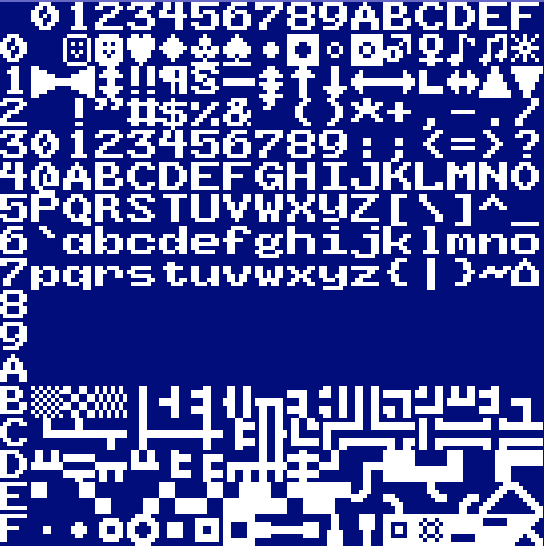 0123456789ABCDEF
0 ☺☻♥♦♣♠•◘○◙♂♀♪♫☼
1►◄↕‼¶§▬↨↑↓→←∟↔▲▼
2 !"#$%&'()*+,-./
30123456789:;<=>?
4@ABCDEFGHIJKLMNO
5PQRSTUVWXYZ[\]^_
6`abcdefghijklmno
7pqrstuvwxyz{|}~⌂
8
9
A
B░▒▓│┤╡╢╖╕╣║╗╝╜╛┐
C└┴┬├─┼╞╟╚╔╩╦╠═╬╧
D
E
F